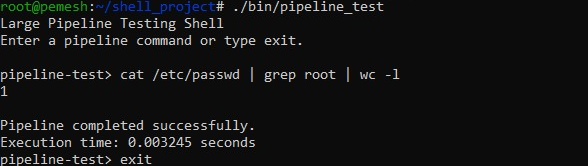 root@pemesh:~/shell_project# ./bin/pipeline_test
Large Pipeline Testing Shell
Enter a pipeline command or type exit.

pipeline-test> cat /etc/passwd | grep root | wc -l
1

Pipeline completed successfully.
Execution time: 0.003245 seconds
pipeline-test> exit